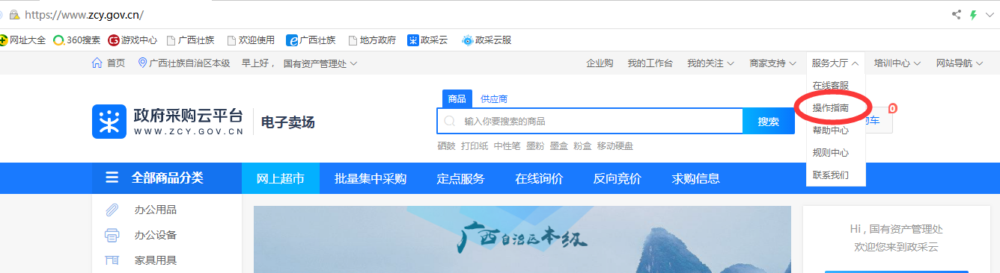 https://www.zcy.gov.cn/
网址大全 360搜索 游戏中心 广西壮族 欢迎使用 广西壮族 地方政府 政采云 政采云服
首页 广西壮族自治区本级 早上好， 国有资产管理处 企业购 我的工作台 我的关注 商家支持 服务大厅 培训中心 网站导航
在线客服
操作指南
帮助中心
规则中心
联系我们
政府采购云平台
WWW.ZCY.GOV.CN
电子卖场
商品 供应商
输入你要搜索的商品 搜索
物车 0
硒鼓 打印纸 中性笔 墨粉 墨盒 粉盒 移动硬盘
全部商品分类 网上超市 批量集中采购 定点服务 在线询价 反向竞价 求购信息
办公用品
办公设备
家具用具
广西自治区本级
Hi , 国有资产管理处
欢迎您来到政采云